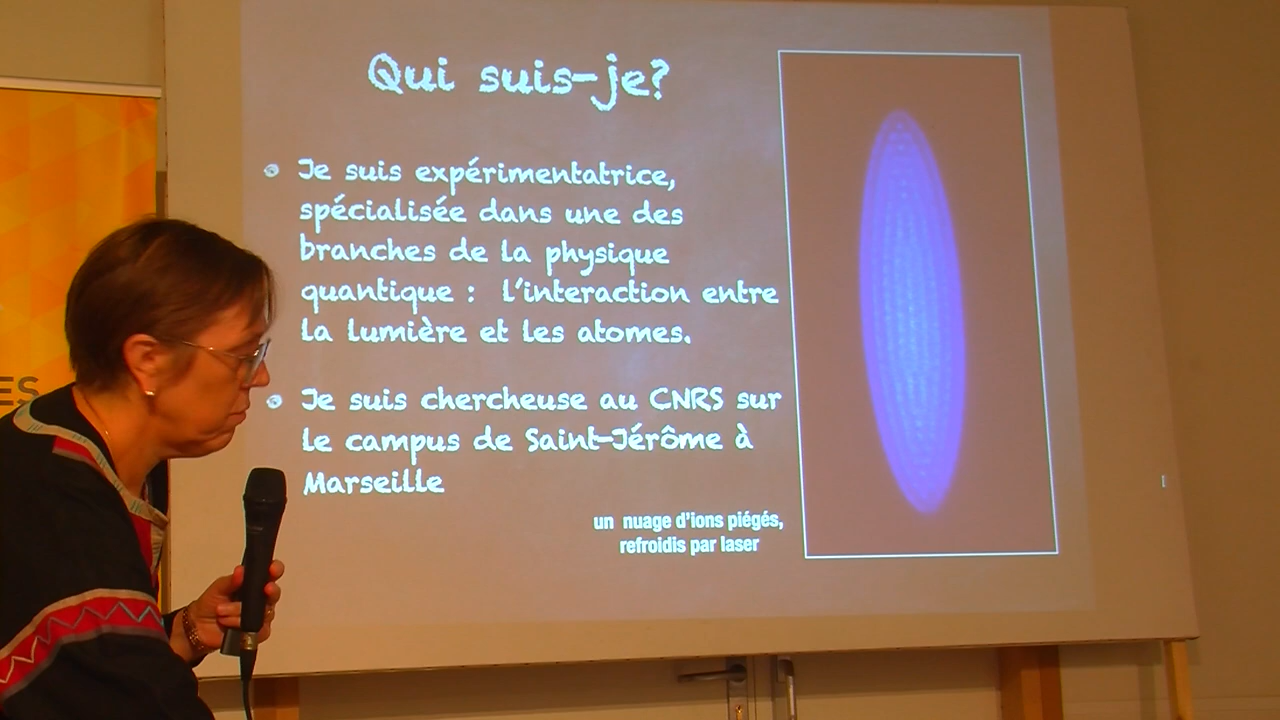 Qui suis-je?
Je suis expérimentatrice,
spécialisée dans une des
branches de la physique
quantique : l'interaction entre
la lumière et les atomes.
Je suis chercheuse au CNRS sur
le campus de Saint-Jérôme à
Marseille
un nuage d'ions piégés,
refroidis par laser
ES